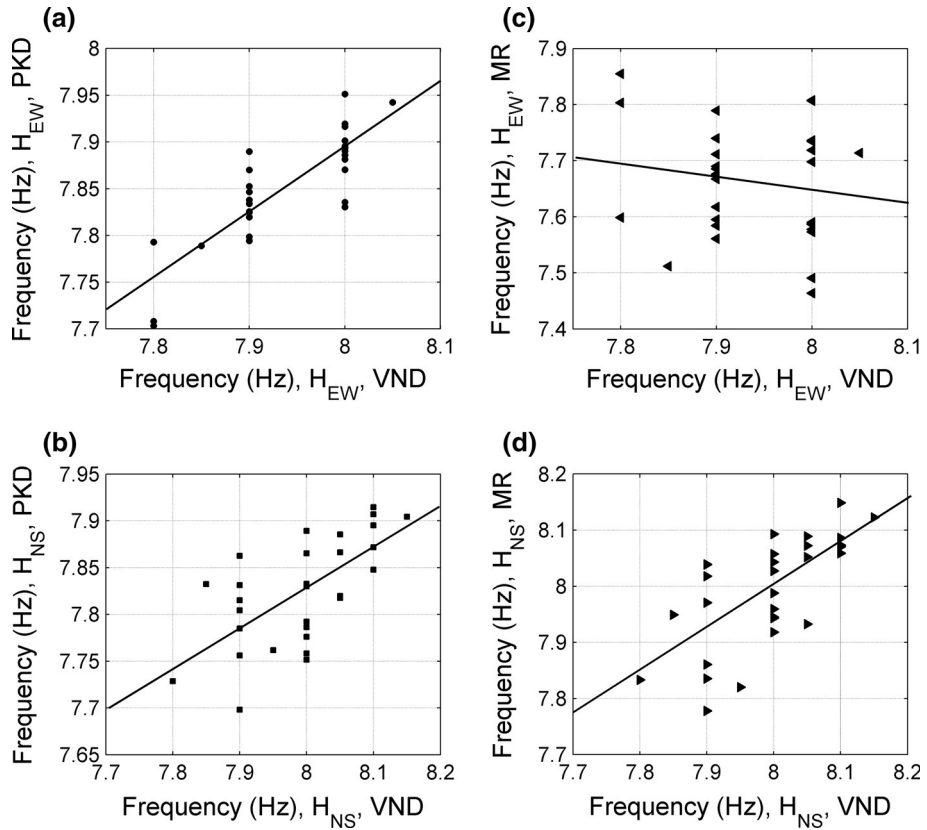 (a)
Frequency (Hz), H_EW, PKD
8
7.95
7.9
7.85
7.8
7.75
7.7
7.8 7.9 8 8.1
Frequency (Hz), H_EW, VND
(c)
Frequency (Hz), H_EW, MR
7.9
7.8
7.7
7.6
7.5
7.4
7.8 7.9 8 8.1
Frequency (Hz), H_EW, VND
(b)
Frequency (Hz), H_NS, PKD
7.95
7.9
7.85
7.8
7.75
7.7
7.65
7.7 7.8 7.9 8 8.1 8.2
Frequency (Hz), H_NS, VND
(d)
Frequency (Hz), H_NS, MR
8.2
8.1
8
7.9
7.8
7.7
7.7 7.8 7.9 8 8.1 8.2
Frequency (Hz), H_NS, VND